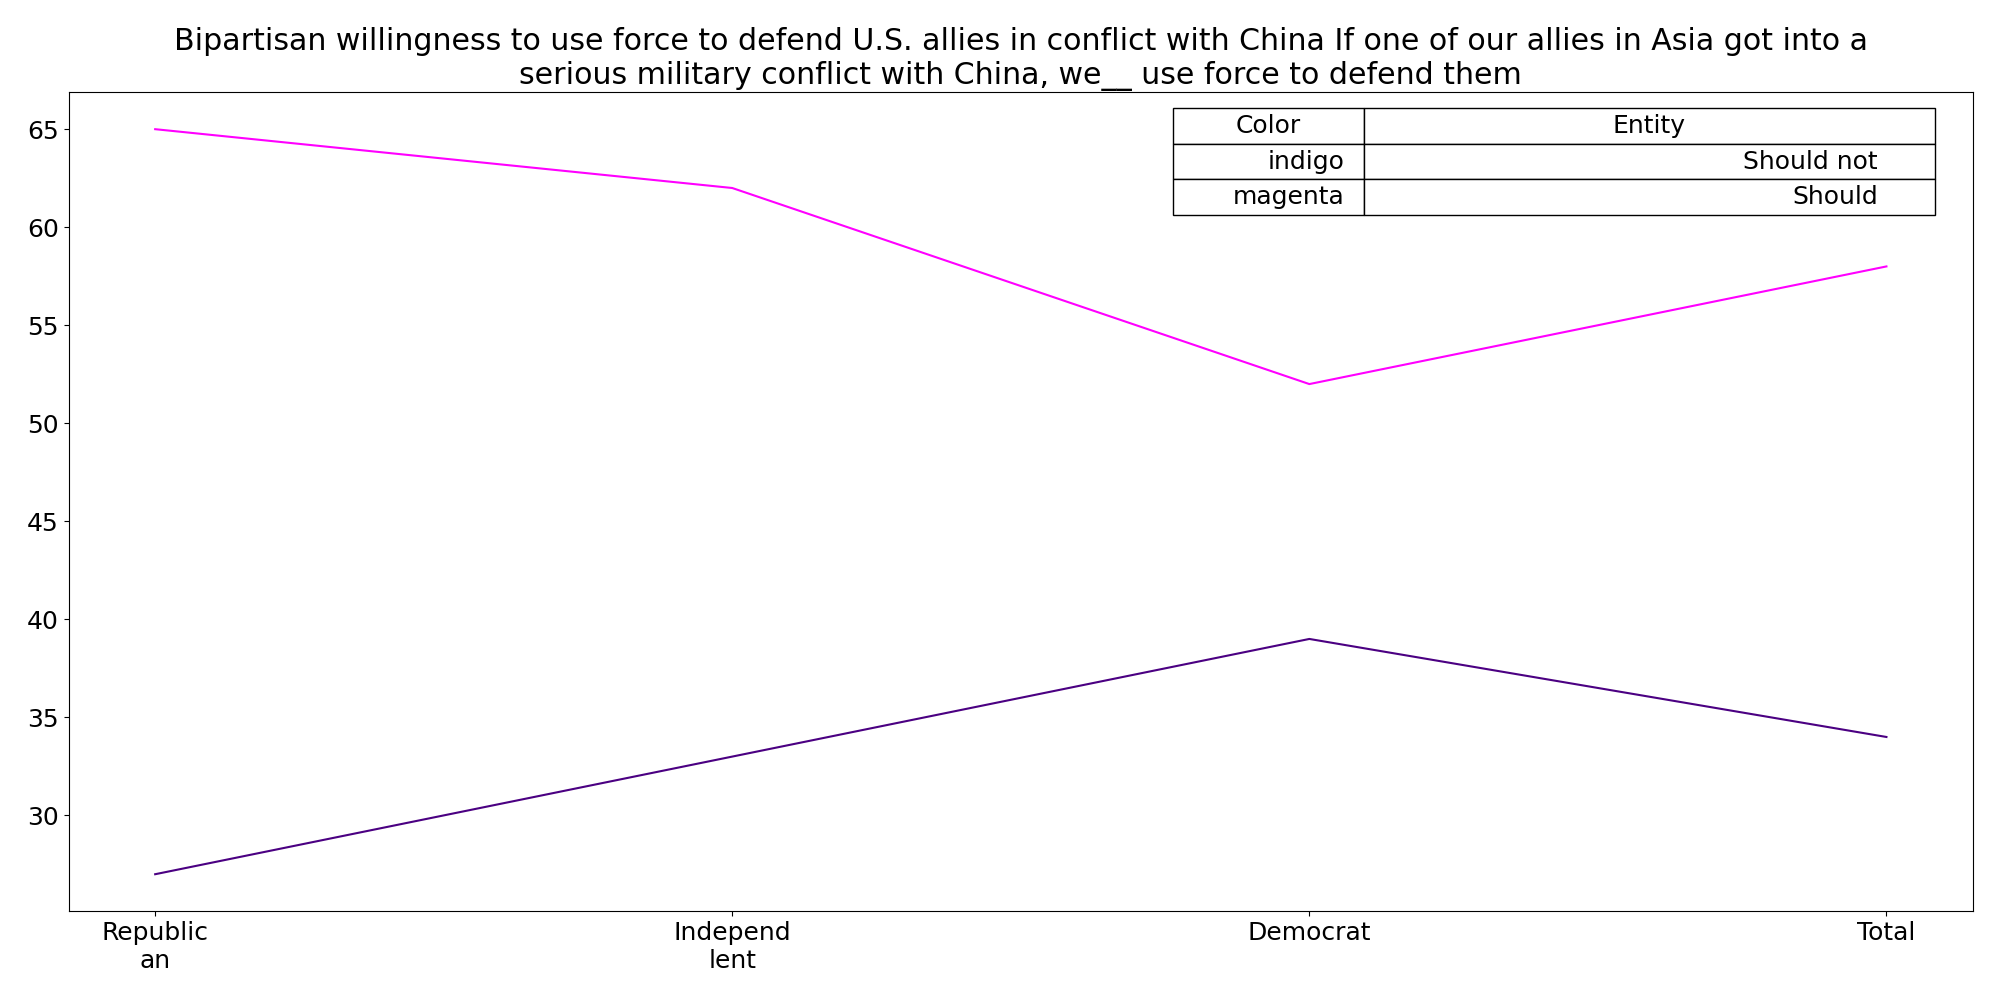 Bipartisan willingness to use force to defend U.S. allies in conflict with China If one of our allies in Asia got into a
serious military conflict with China, we__ use force to defend them
Color Entity
indigo Should not
magenta Should
65
60
55
50
45
40
35
30
Republic
an
Independ
lent
Democrat
Total